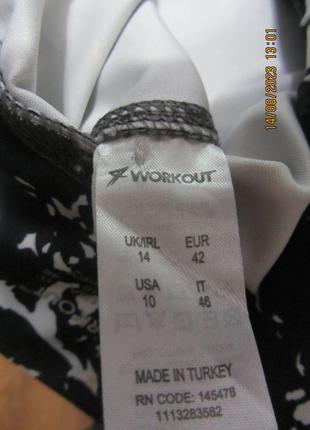 14/08/2023 13:01
WORKOUT
UK/IRL EUR
14 42
USA IT
10 46
MADE IN TURKEY
RN CODE: 145478
1113283582